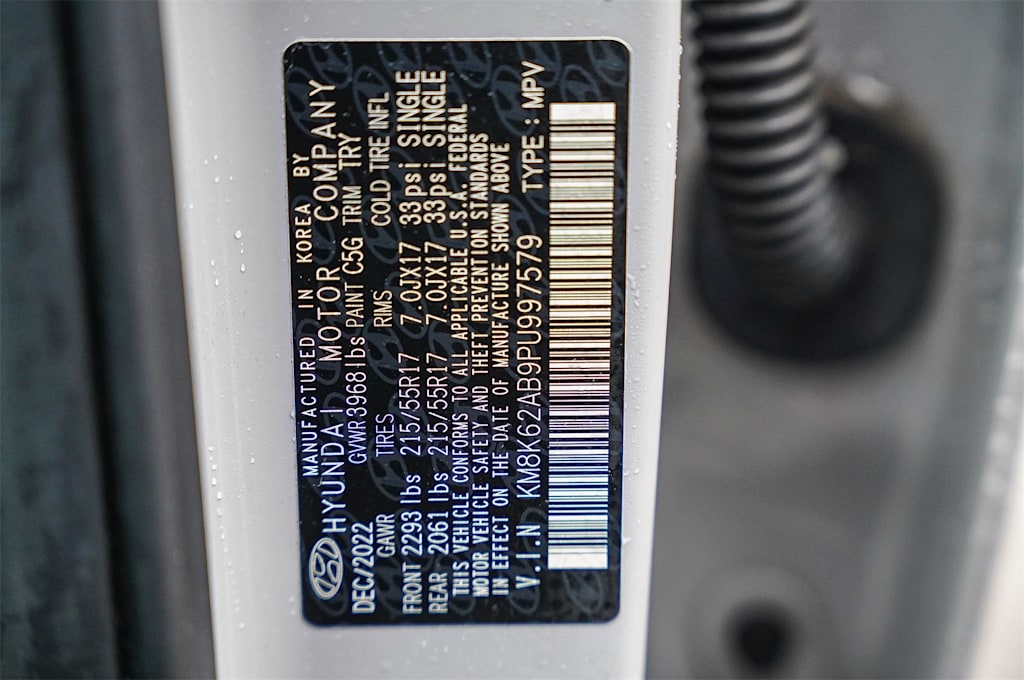 MANUFACTURED IN KOREA BY
HYUNDAI MOTOR COMPANY
DEC/2022 GVWR 3968lbs PAINT C5G TRIM TRY
GAWR TIRES RIMS COLD TIRE INFL
FRONT 2293 lbs 215/55R17 7.0JX17 33psi SINGLE
REAR 2061 lbs 215/55R17 7.0JX17 33psi SINGLE
THIS VEHICLE CONFORMS TO ALL APPLICABLE U.S.A. FEDERAL
MOTOR VEHICLE SAFETY AND THEFT PREVENTION STANDARDS
IN EFFECT ON THE DATE OF MANUFACTURE SHOWN ABOVE
V.I.N KM8K62AB9PU997579 TYPE : MPV